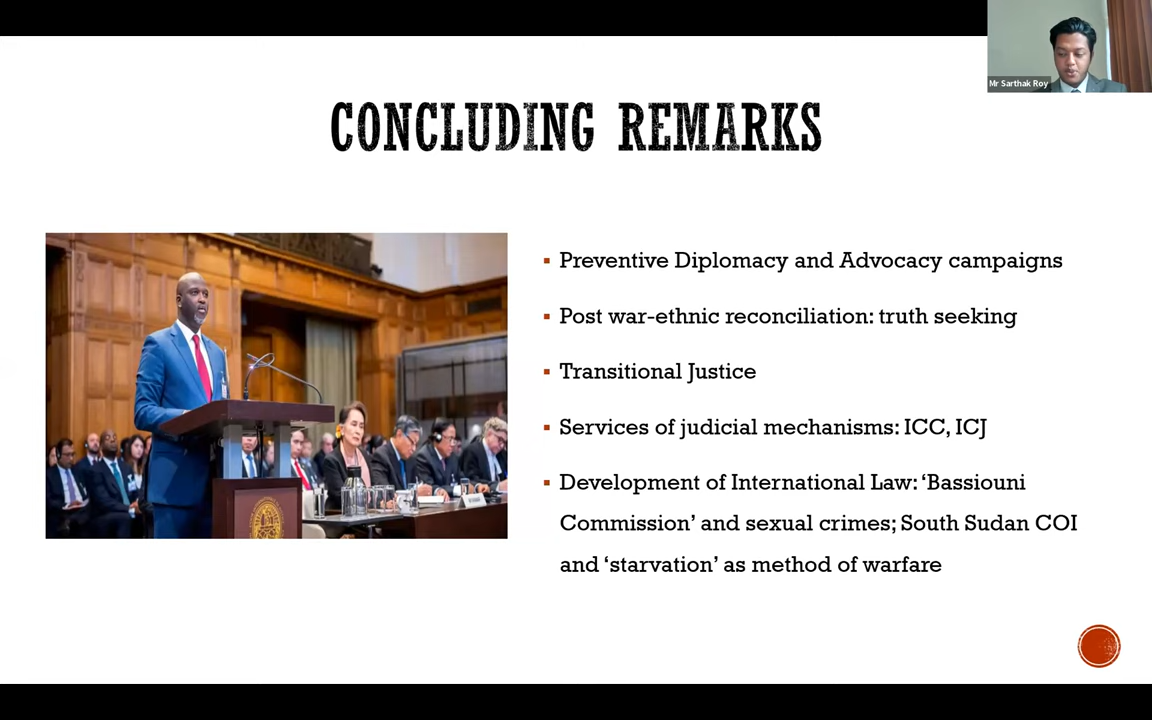 Mr Sarthak Roy
CONCLUDING REMARKS
Preventive Diplomacy and Advocacy campaigns
Post war-ethnic reconciliation: truth seeking
Transitional Justice
Services of judicial mechanisms: ICC, ICJ
Development of International Law: ‘Bassiouni
Commission’ and sexual crimes; South Sudan COI
and ‘starvation’ as method of warfare